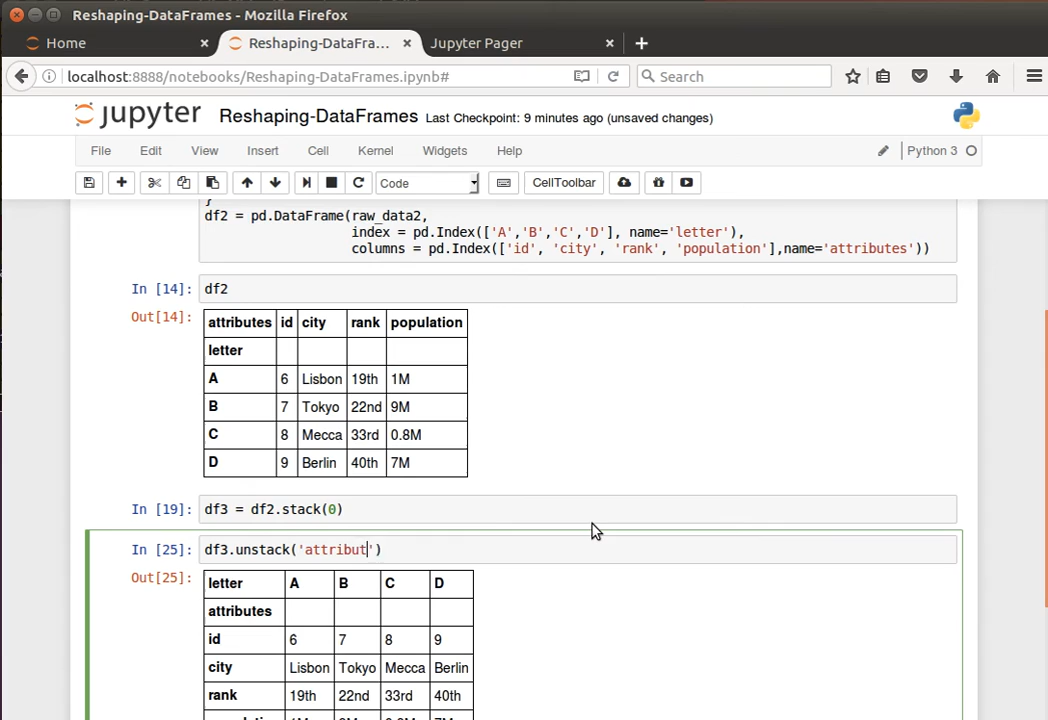 Reshaping-DataFrames - Mozilla Firefox
Home
Reshaping-DataFra...
Jupyter Pager
localhost:8888/notebooks/Reshaping-DataFrames.ipynb#
Search
jupyter Reshaping-DataFrames Last Checkpoint: 9 minutes ago (unsaved changes)
File Edit View Insert Cell Kernel Widgets Help Python 3
Code CellToolbar
}
df2 = pd.DataFrame(raw_data2,
index = pd.Index(['A','B','C','D'], name='letter'),
columns = pd.Index(['id', 'city', 'rank', 'population'],name='attributes'))
In [14]: df2
Out[14]:
attributes id city rank population
letter
A 6 Lisbon 19th 1M
B 7 Tokyo 22nd 9M
C 8 Mecca 33rd 0.8M
D 9 Berlin 40th 7M
In [19]: df3 = df2.stack(0)
In [25]: df3.unstack('attribut')
Out[25]:
letter A B C D
attributes
id 6 7 8 9
city Lisbon Tokyo Mecca Berlin
rank 19th 22nd 33rd 40th